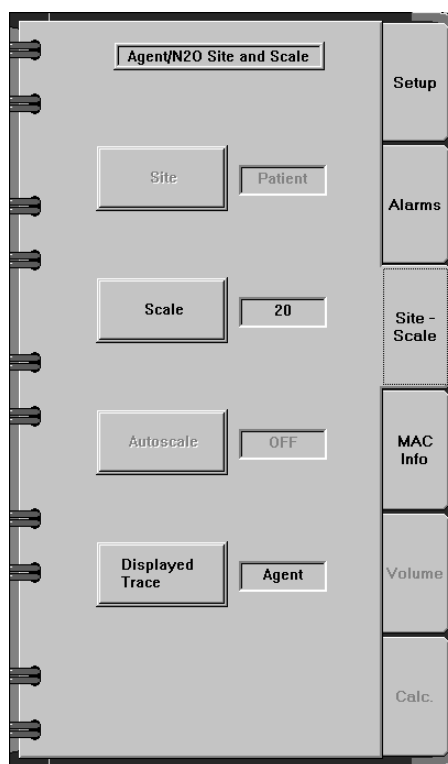 Agent/N2O Site and Scale
Setup
Site
Patient
Alarms
Scale
20
Site -
Scale
Autoscale
OFF
MAC
Info
Displayed
Trace
Agent
Volume
Calc.